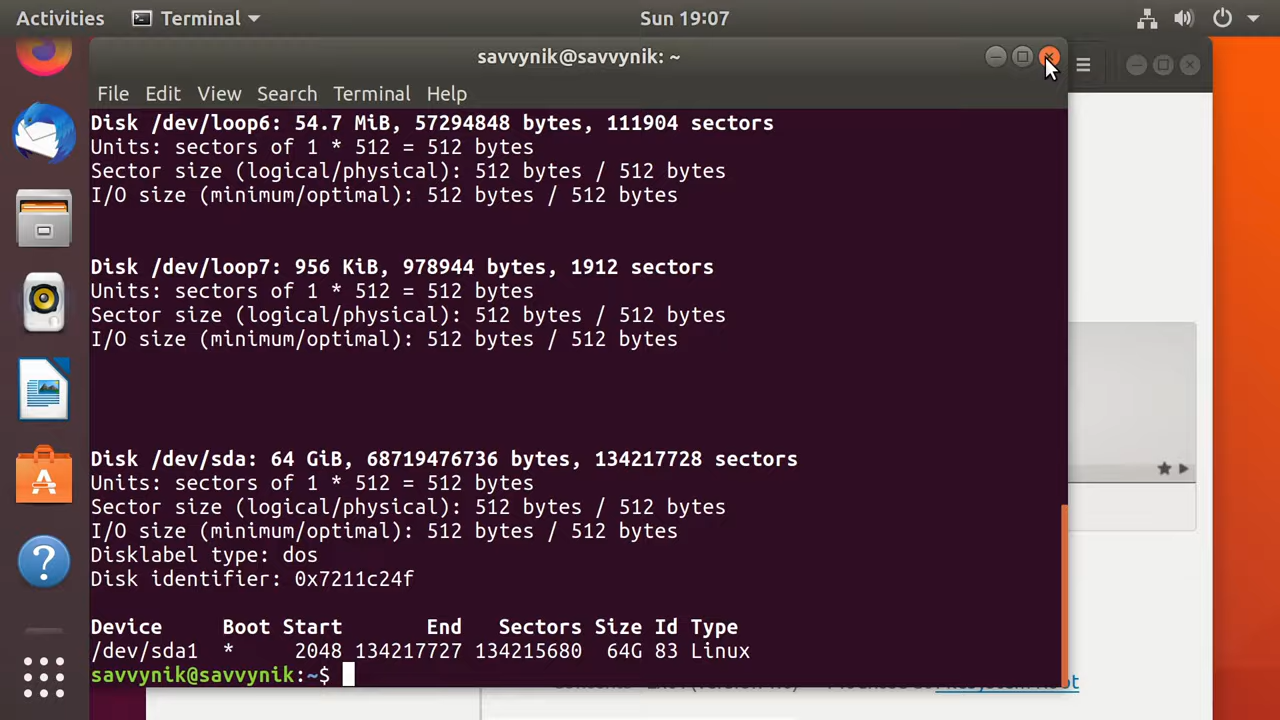 Activities Terminal Sun 19:07
savvynik@savvynik: ~
File Edit View Search Terminal Help
Disk /dev/loop6: 54.7 MiB, 57294848 bytes, 111904 sectors
Units: sectors of 1 * 512 = 512 bytes
Sector size (logical/physical): 512 bytes / 512 bytes
I/O size (minimum/optimal): 512 bytes / 512 bytes
Disk /dev/loop7: 956 KiB, 978944 bytes, 1912 sectors
Units: sectors of 1 * 512 = 512 bytes
Sector size (logical/physical): 512 bytes / 512 bytes
I/O size (minimum/optimal): 512 bytes / 512 bytes
Disk /dev/sda: 64 GiB, 68719476736 bytes, 134217728 sectors
Units: sectors of 1 * 512 = 512 bytes
Sector size (logical/physical): 512 bytes / 512 bytes
I/O size (minimum/optimal): 512 bytes / 512 bytes
Disklabel type: dos
Disk identifier: 0x7211c24f
Device Boot Start End Sectors Size Id Type
/dev/sda1 * 2048 134217727 134215680 64G 83 Linux
savvynik@savvynik:~$